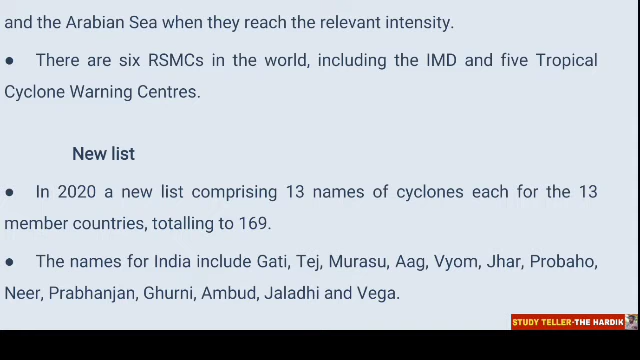 and the Arabian Sea when they reach the relevant intensity.
● There are six RSMCs in the world, including the IMD and five Tropical
Cyclone Warning Centres.
New list
● In 2020 a new list comprising 13 names of cyclones each for the 13
member countries, totalling to 169.
● The names for India include Gati, Tej, Murasu, Aag, Vyom, Jhar, Probaho,
Neer, Prabhanjan, Ghurni, Ambud, Jaladhi and Vega.
STUDY TELLER-THE HARDIK